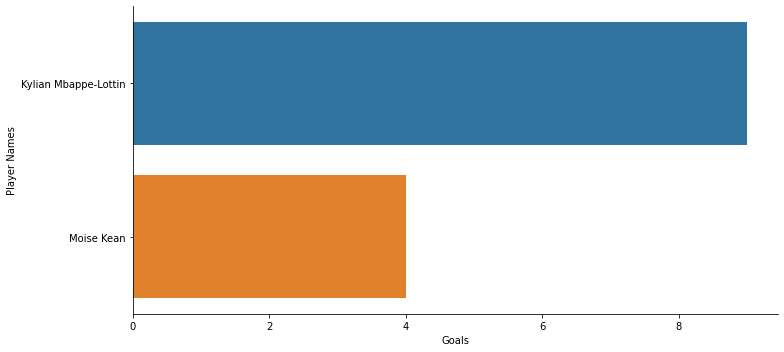 Player Names
Kylian Mbappe-Lottin
Moise Kean
0 2 4 6 8
Goals